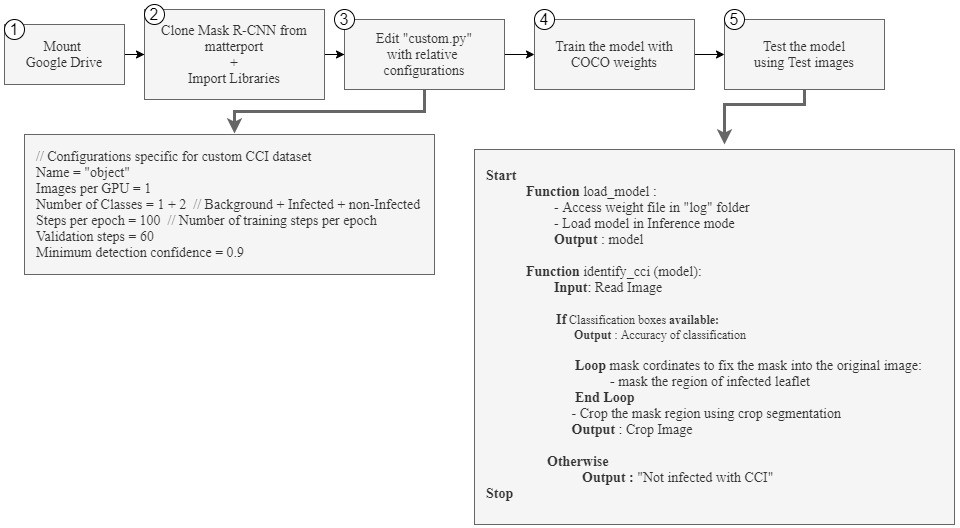 1
Mount
Google Drive
2
Clone Mask R-CNN from
matterport
+
Import Libraries
3
Edit "custom.py"
with relative
configurations
4
Train the model with
COCO weights
5
Test the model
using Test images
// Configurations specific for custom CCI dataset
Name = "object"
Images per GPU = 1
Number of Classes = 1 + 2 // Background + Infected + non-Infected
Steps per epoch = 100 // Number of training steps per epoch
Validation steps = 60
Minimum detection confidence = 0.9
Start
Function load_model :
- Access weight file in "log" folder
- Load model in Inference mode
Output : model
Function identify_cci (model):
Input: Read Image
If Classification boxes available:
Output : Accuracy of classification
Loop mask cordinates to fix the mask into the original image:
- mask the region of infected leaflet
End Loop
- Crop the mask region using crop segmentation
Output : Crop Image
Otherwise
Output : "Not infected with CCI"
Stop